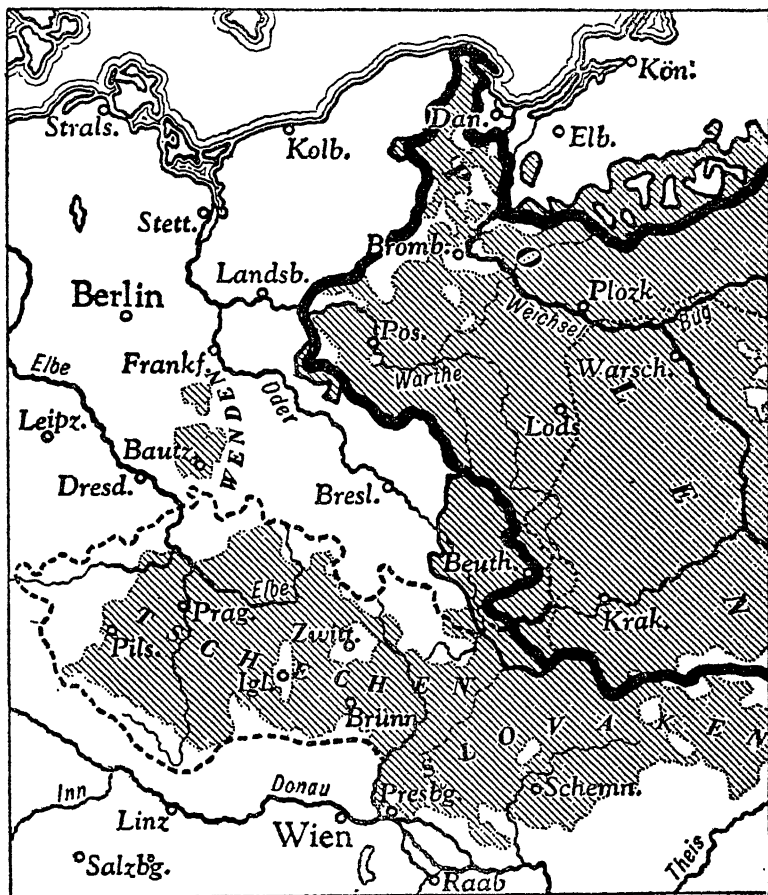 Kön.
Strals.
Dan.
Elb.
Kolb.
Stett.
Bromb.
Landsb.
Plozk
Berlin
Weichsel
Bug
Pos.
Frankf.
Warthe
Warsch.
Elbe
Oder
Lods
Leipz.
WENDEN
Bautz.
Dresd.
Bresl.
POLEN
Beuth.
Elbe
Prag.
Krak.
Pils.
Zwitt.
TSCHECHEN
Igl.
Brünn
SLOVAKEN
Inn
Donau
Presbg.
Schemn.
Linz
Wien
Theis
Salzbg.
Raab